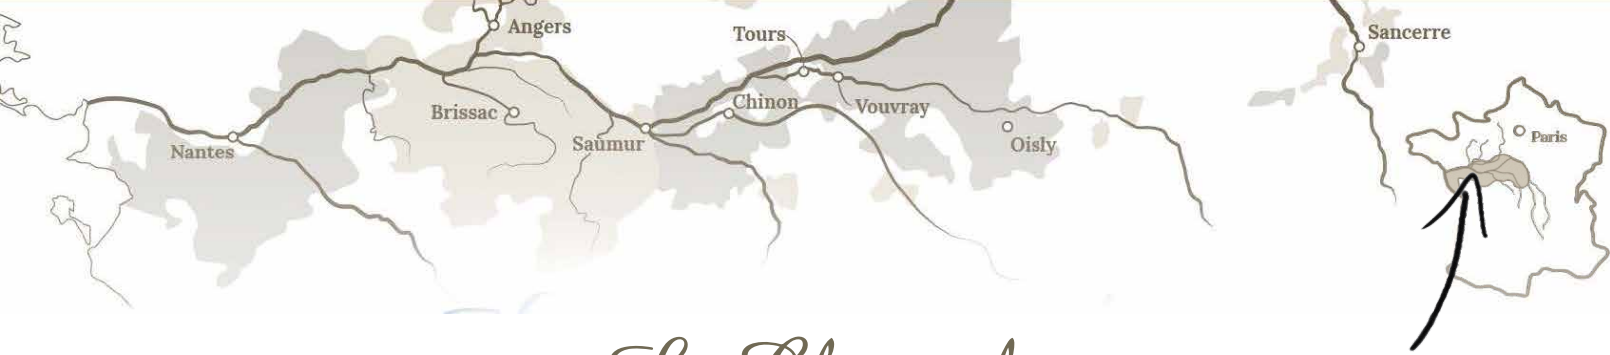 Angers
Tours
Sancerre
Brissac
Chinon
Vouvray
Nantes
Saumur
Oisly
Paris